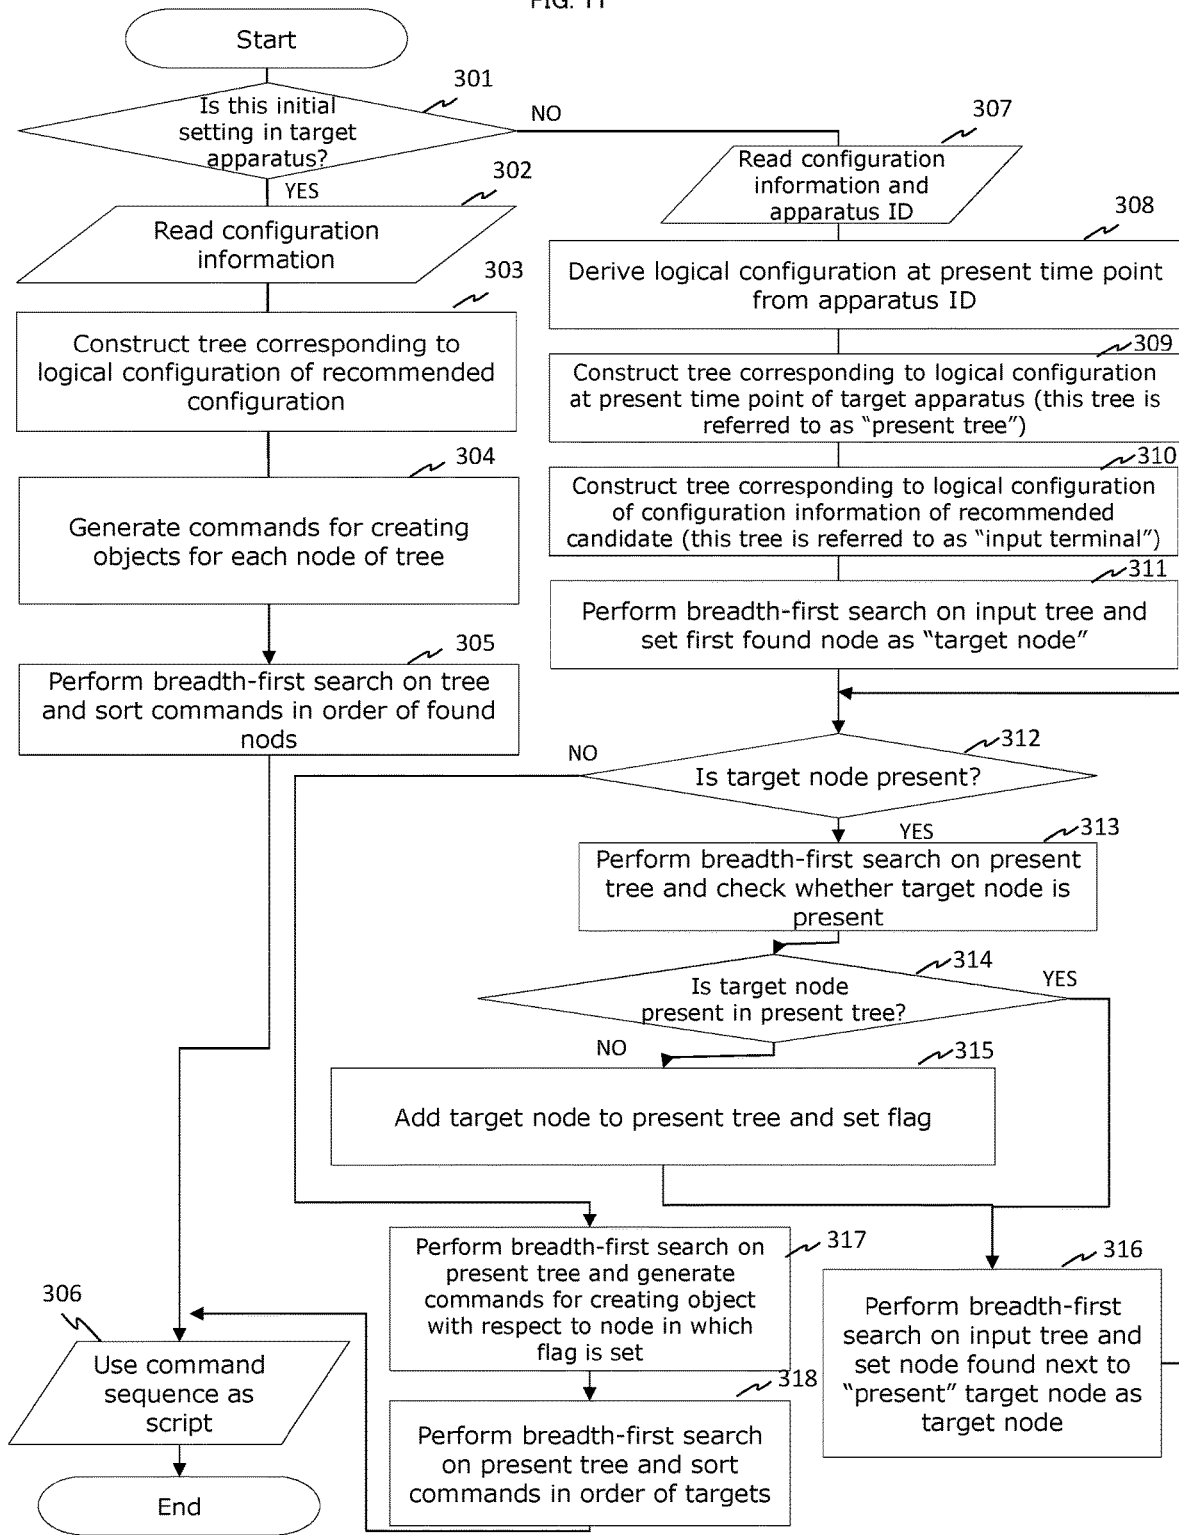 FIG. 11
Start
301
Is this initial
setting in target
apparatus?
NO
YES
302
Read configuration
information
303
Construct tree corresponding to
logical configuration of recommended
configuration
304
Generate commands for creating
objects for each node of tree
305
Perform breadth-first search on tree
and sort commands in order of found
nods
307
Read configuration
information and
apparatus ID
308
Derive logical configuration at present time point
from apparatus ID
309
Construct tree corresponding to logical configuration
at present time point of target apparatus (this tree is
referred to as “present tree”)
310
Construct tree corresponding to logical configuration
of configuration information of recommended
candidate (this tree is referred to as “input terminal”)
311
Perform breadth-first search on input tree and
set first found node as “target node”
312
NO
Is target node present?
YES
313
Perform breadth-first search on present
tree and check whether target node is
present
314
Is target node
present in present tree?
YES
NO
315
Add target node to present tree and set flag
317
Perform breadth-first search on
present tree and generate
commands for creating object
with respect to node in which
flag is set
316
Perform breadth-first
search on input tree and
set node found next to
“present” target node as
target node
318
Perform breadth-first search
on present tree and sort
commands in order of targets
306
Use command
sequence as
script
End